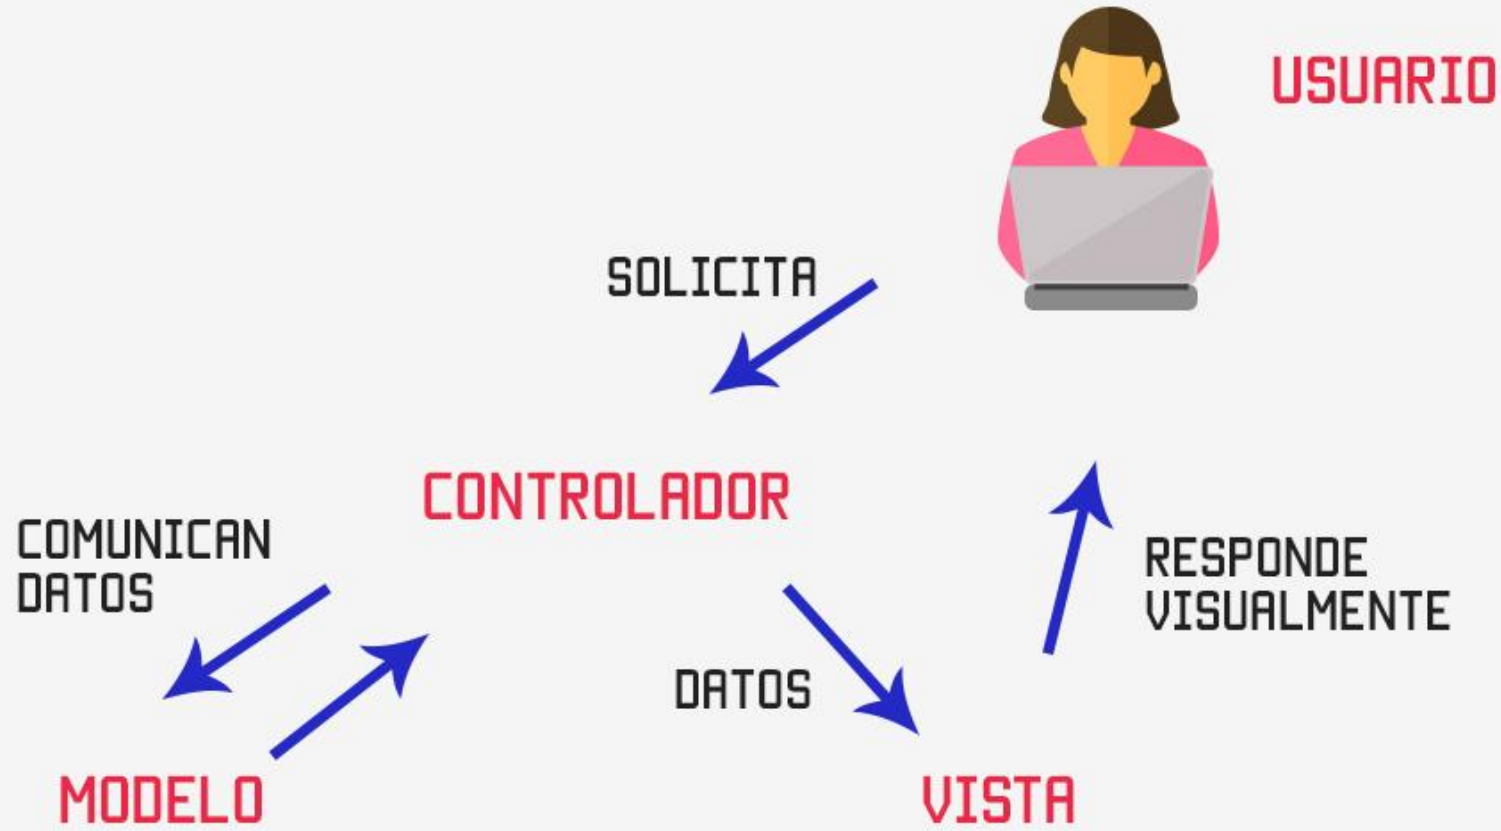 USUARIO
SOLICITA
CONTROLADOR
COMUNICAN
DATOS
RESPONDE
VISUALMENTE
DATOS
MODELO
VISTA